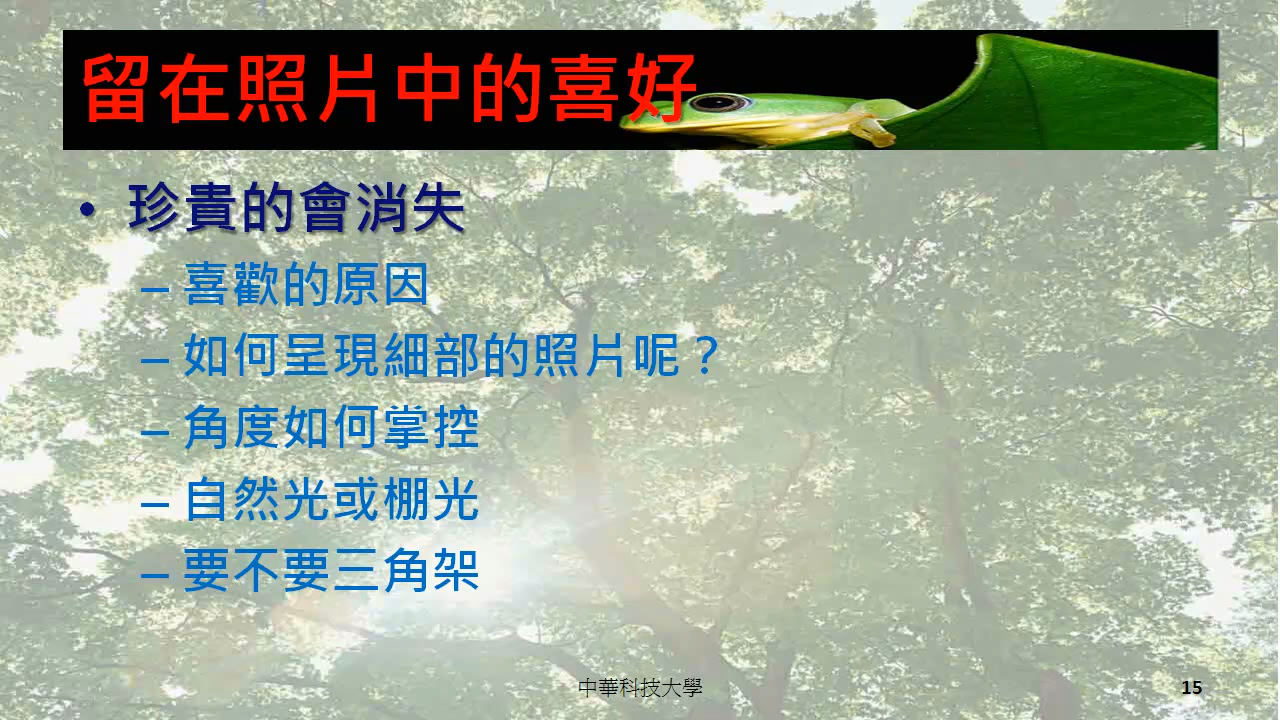 留在照片中的喜好
• 珍貴的會消失
– 喜歡的原因
– 如何呈現細部的照片呢？
– 角度如何掌控
– 自然光或棚光
– 要不要三角架
中華科技大學
15